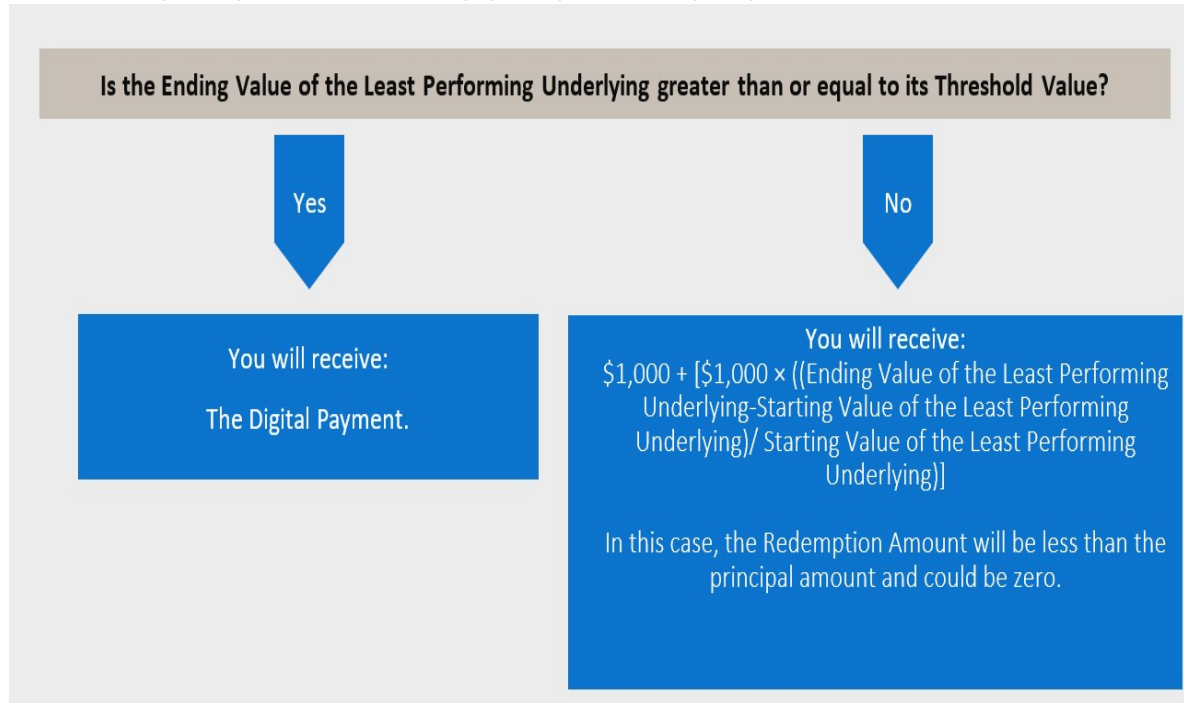 Is the Ending Value of the Least Performing Underlying greater than or equal to its Threshold Value?
Yes
No
You will receive:
The Digital Payment.
You will receive:
$1,000 + [$1,000 × ((Ending Value of the Least Performing
Underlying-Starting Value of the Least Performing
Underlying)/ Starting Value of the Least Performing
Underlying)]
In this case, the Redemption Amount will be less than the
principal amount and could be zero.